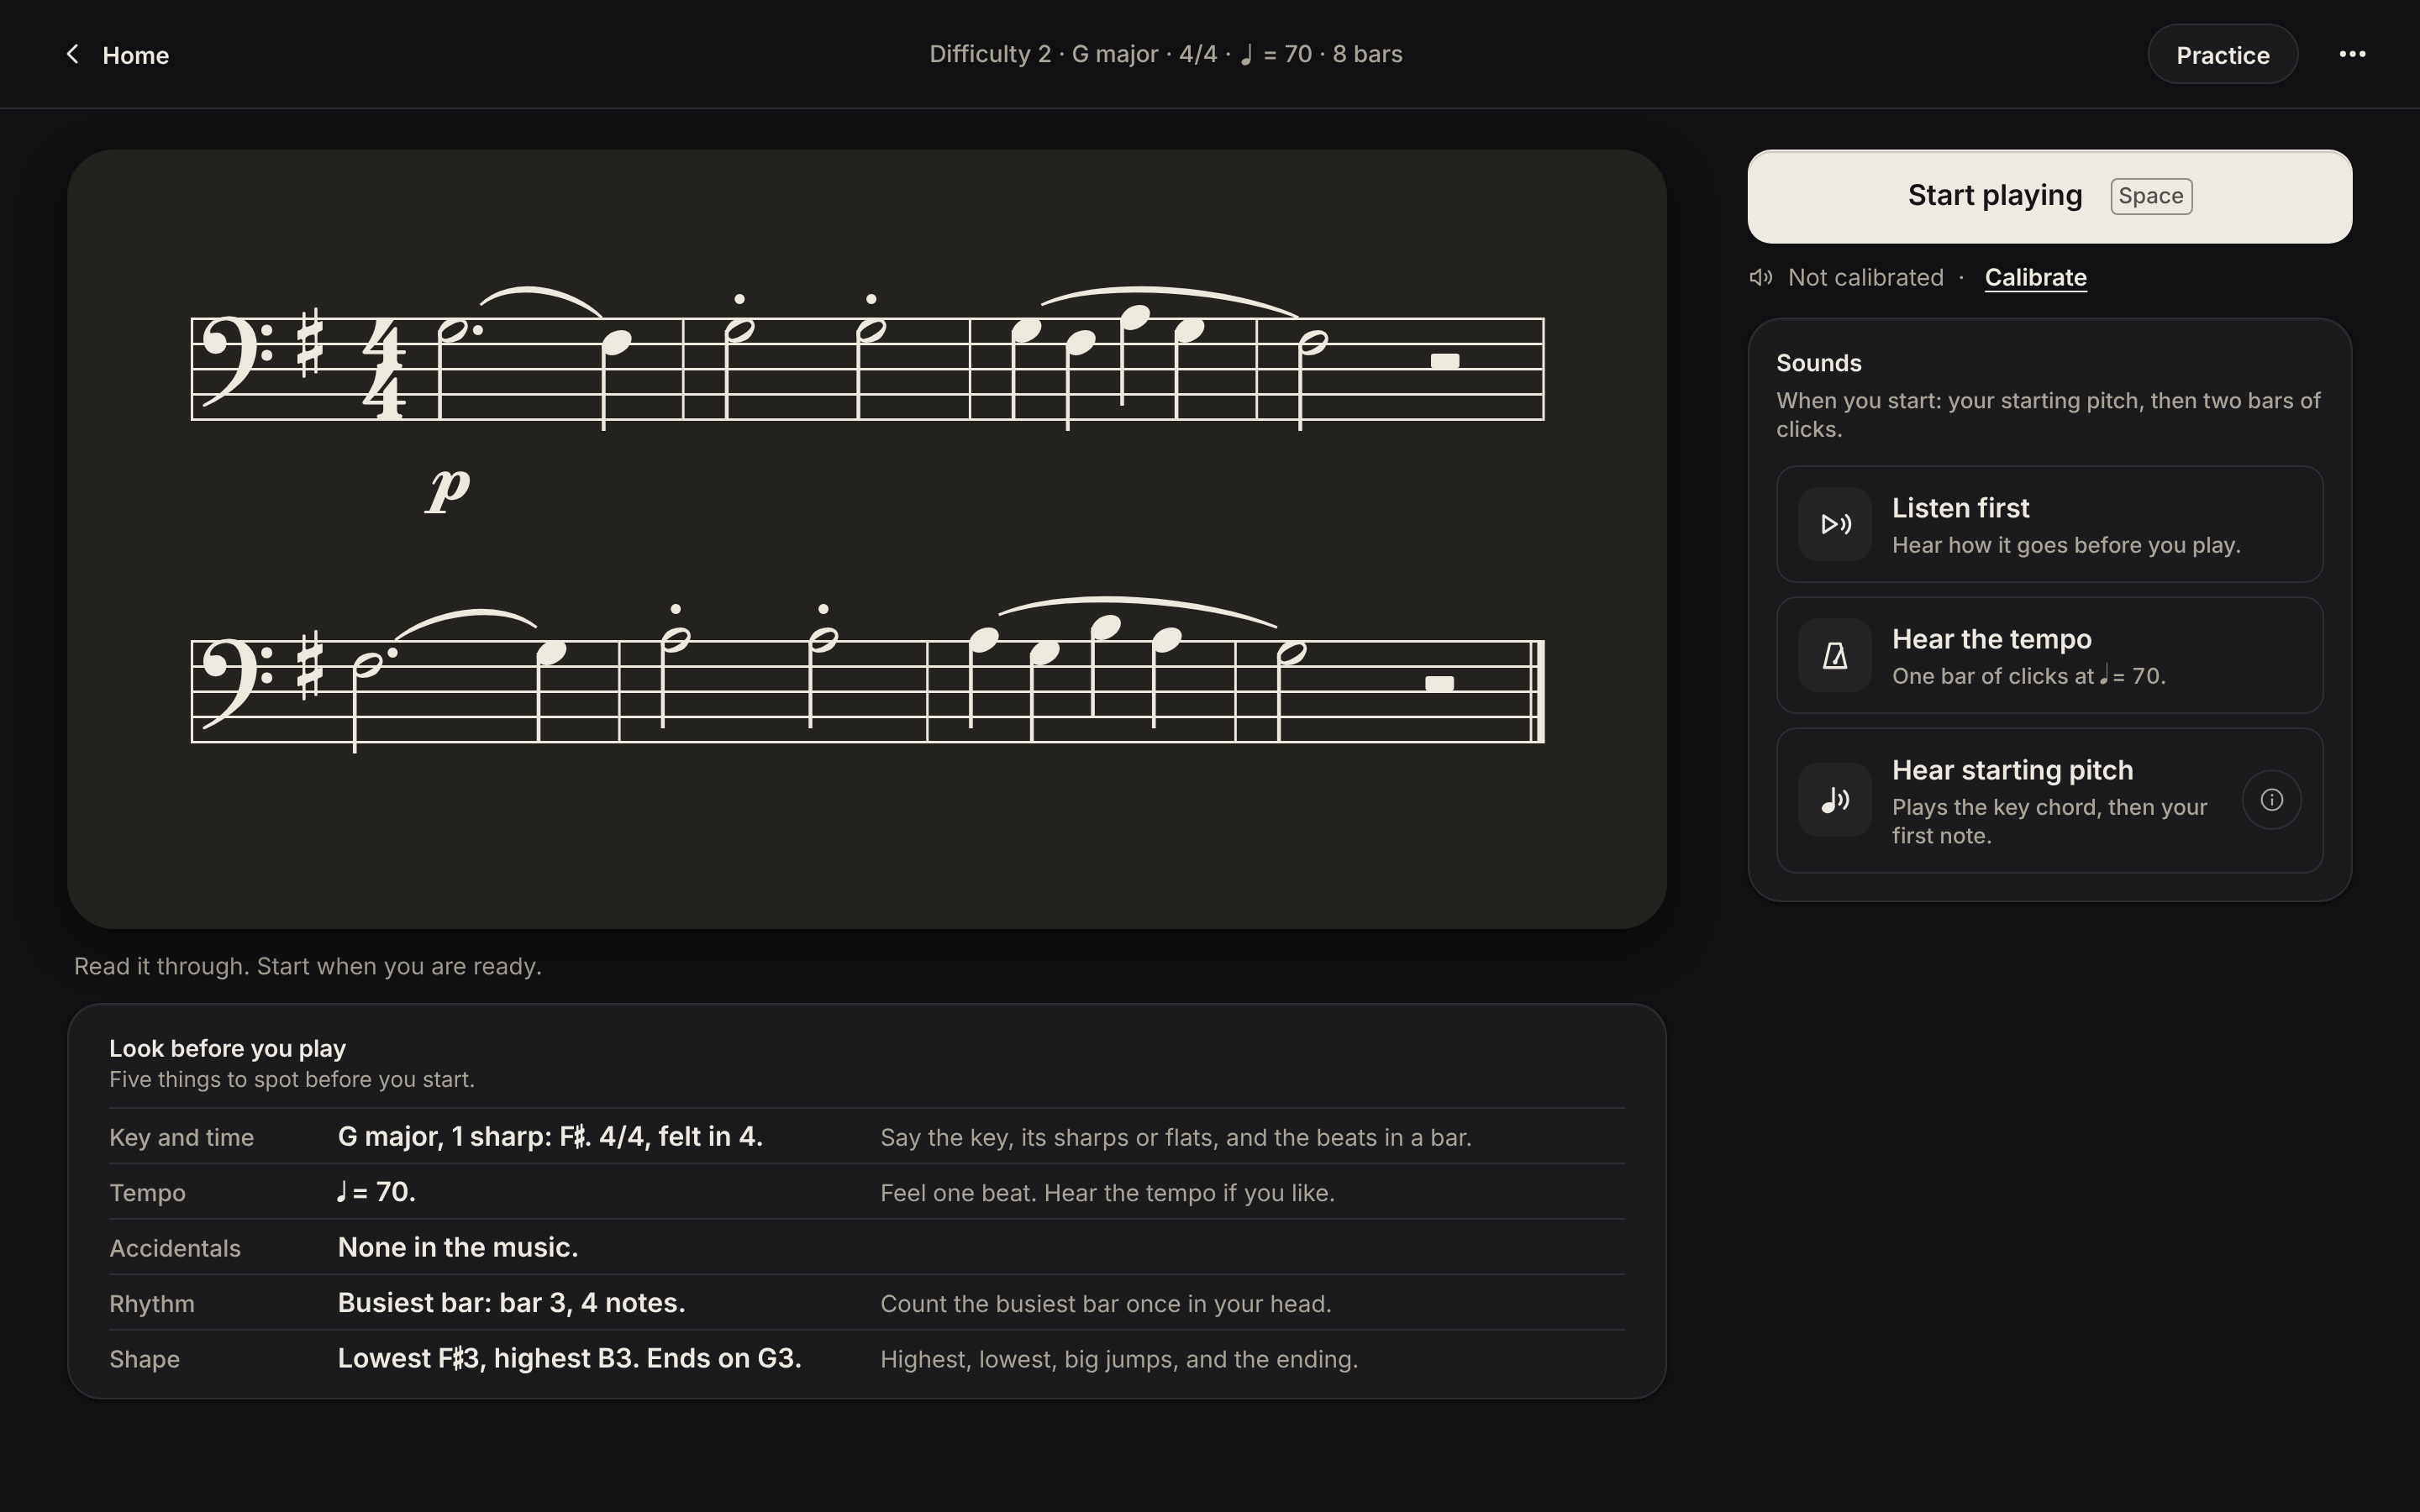 Home
Difficulty 2 · G major · 4/4 · ♩ = 70 · 8 bars
Practice
Start playing Space
Not calibrated · Calibrate
Sounds
When you start: your starting pitch, then two bars of
clicks.
Listen first
Hear how it goes before you play.
Hear the tempo
One bar of clicks at ♩= 70.
Hear starting pitch
Plays the key chord, then your
first note.
4
4
p
Read it through. Start when you are ready.
Look before you play
Five things to spot before you start.
Key and time G major, 1 sharp: F♯. 4/4, felt in 4. Say the key, its sharps or flats, and the beats in a bar.
Tempo ♩= 70. Feel one beat. Hear the tempo if you like.
Accidentals None in the music.
Rhythm Busiest bar: bar 3, 4 notes. Count the busiest bar once in your head.
Shape Lowest F♯3, highest B3. Ends on G3. Highest, lowest, big jumps, and the ending.